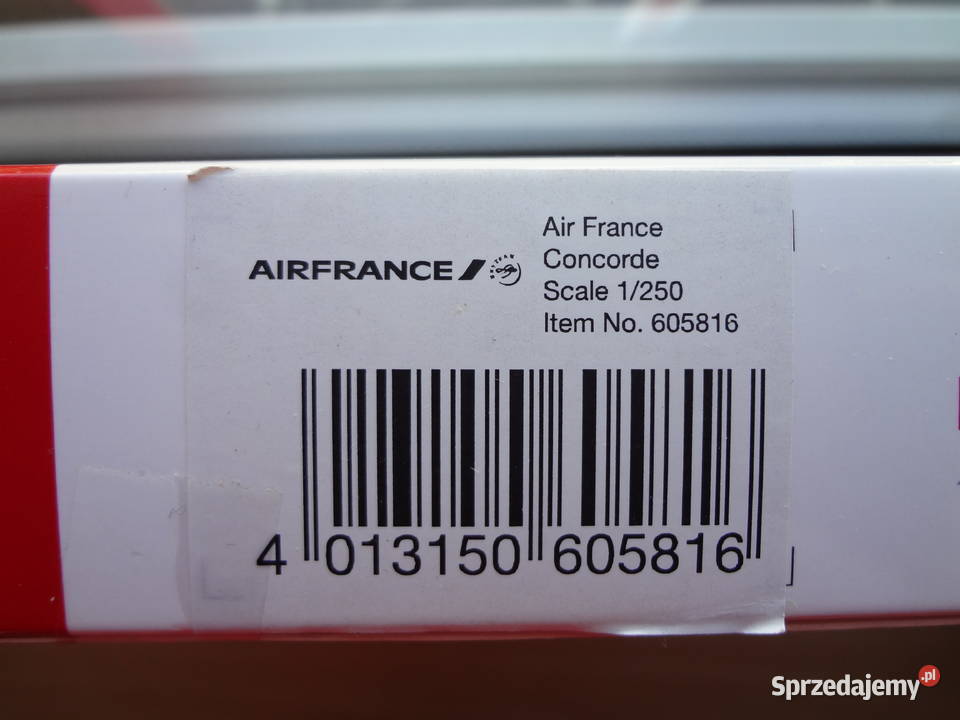 AIRFRANCE
Air France
Concorde
Scale 1/250
Item No. 605816
4 013150 605816
Sprzedajemy.pl